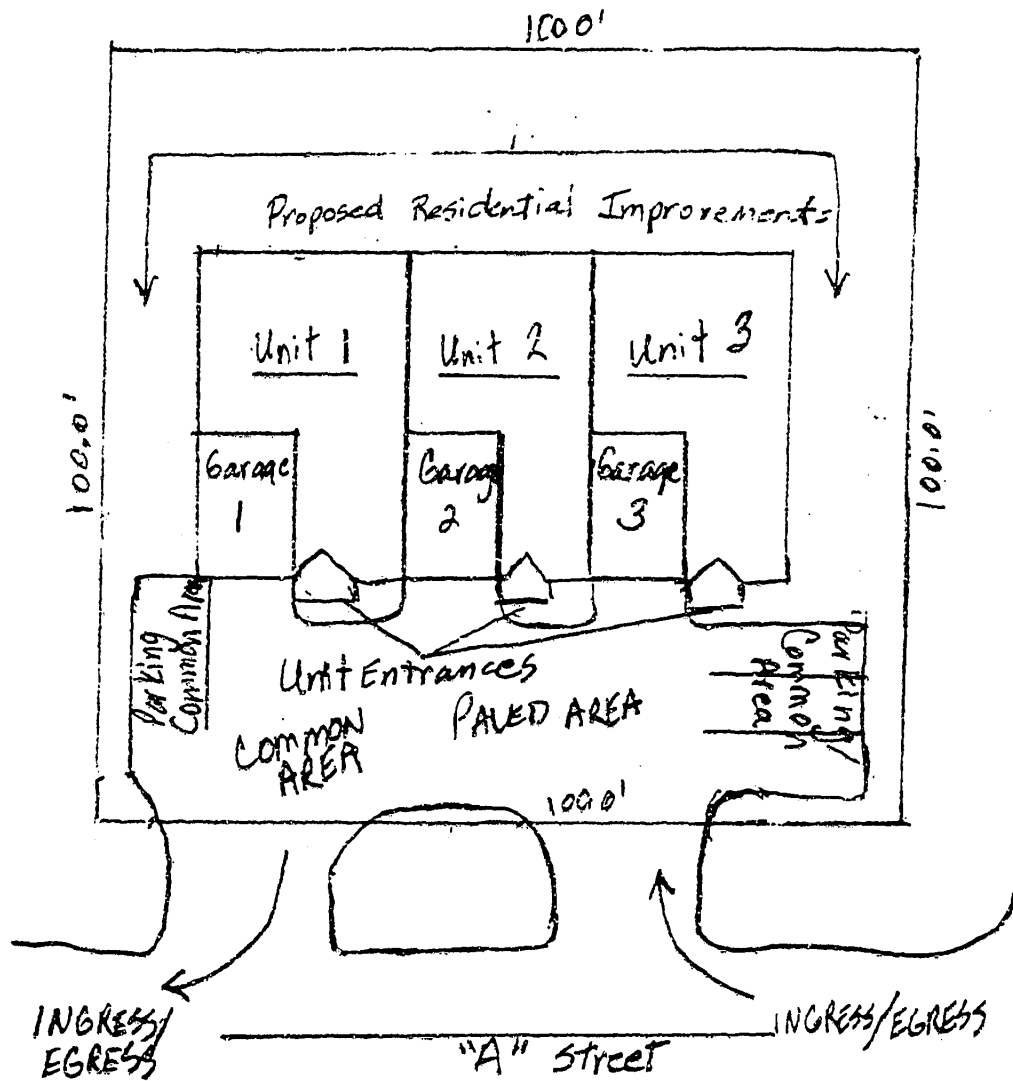 100.0'
Proposed Residential Improvements
Unit 1
Unit 2
Unit 3
100.0'
100.0'
Garage
1
Garage
2
Garage
3
Parking
Common Area
Unit Entrances
Parking/
Common
Area
COMMON
AREA
PAVED AREA
100.0'
INGRESS/
EGRESS
INGRESS/EGRESS
"A" Street